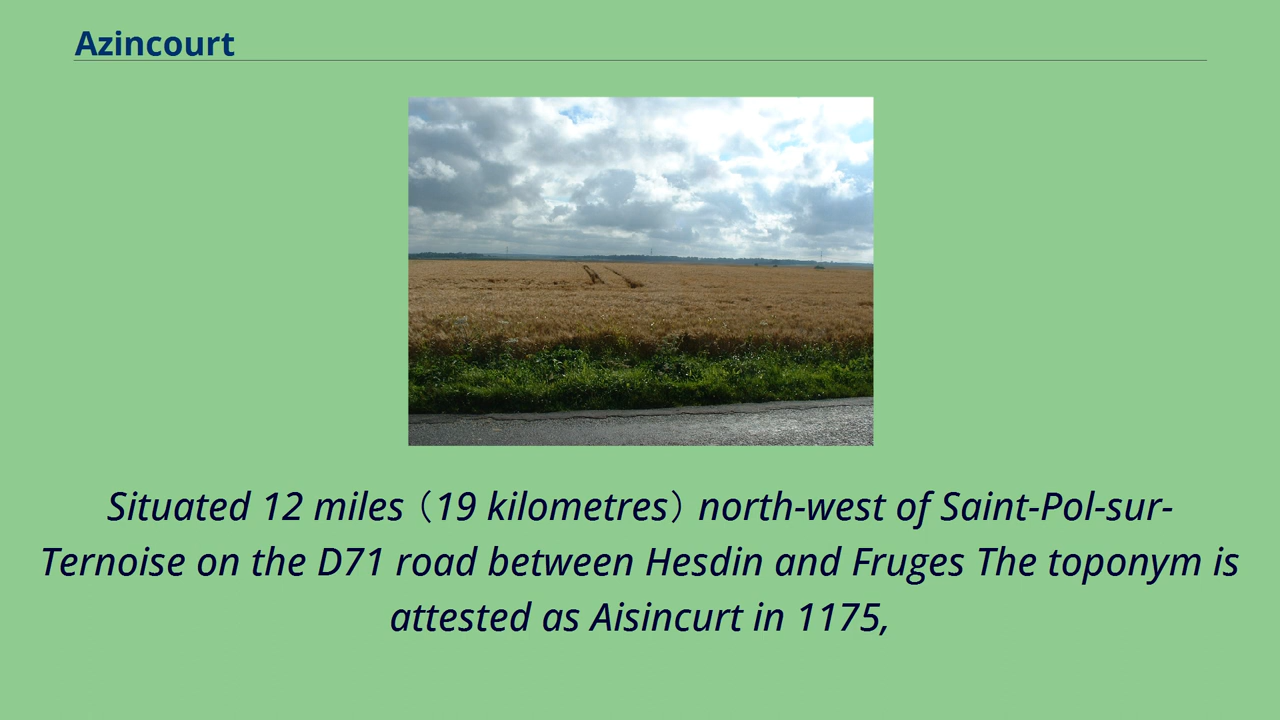 Azincourt
Situated 12 miles（19 kilometres）north-west of Saint-Pol-sur-
Ternoise on the D71 road between Hesdin and Fruges The toponym is
attested as Aisincurt in 1175,